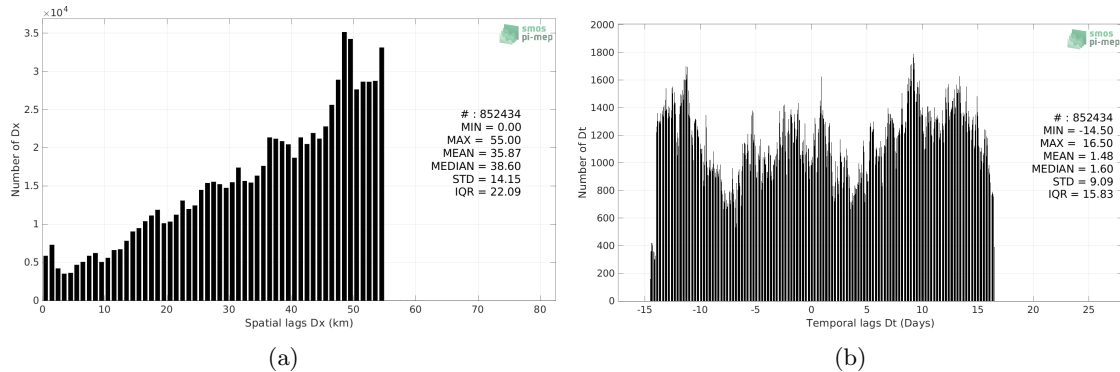 ×10⁴
3.5
3
2.5
2
1.5
1
0.5
0
0 10 20 30 40 50 60 70 80
Number of Dx
Spatial lags Dx (km)
smos
pi-mep
# : 852434
MIN = 0.00
MAX = 55.00
MEAN = 35.87
MEDIAN = 38.60
STD = 14.15
IQR = 22.09
(a)
2000
1800
1600
1400
1200
1000
800
600
400
200
0
-15 -10 -5 0 5 10 15 20 25
Number of Dt
Temporal lags Dt (Days)
smos
pi-mep
# : 852434
MIN = -14.50
MAX = 16.50
MEAN = 1.48
MEDIAN = 1.60
STD = 9.09
IQR = 15.83
(b)